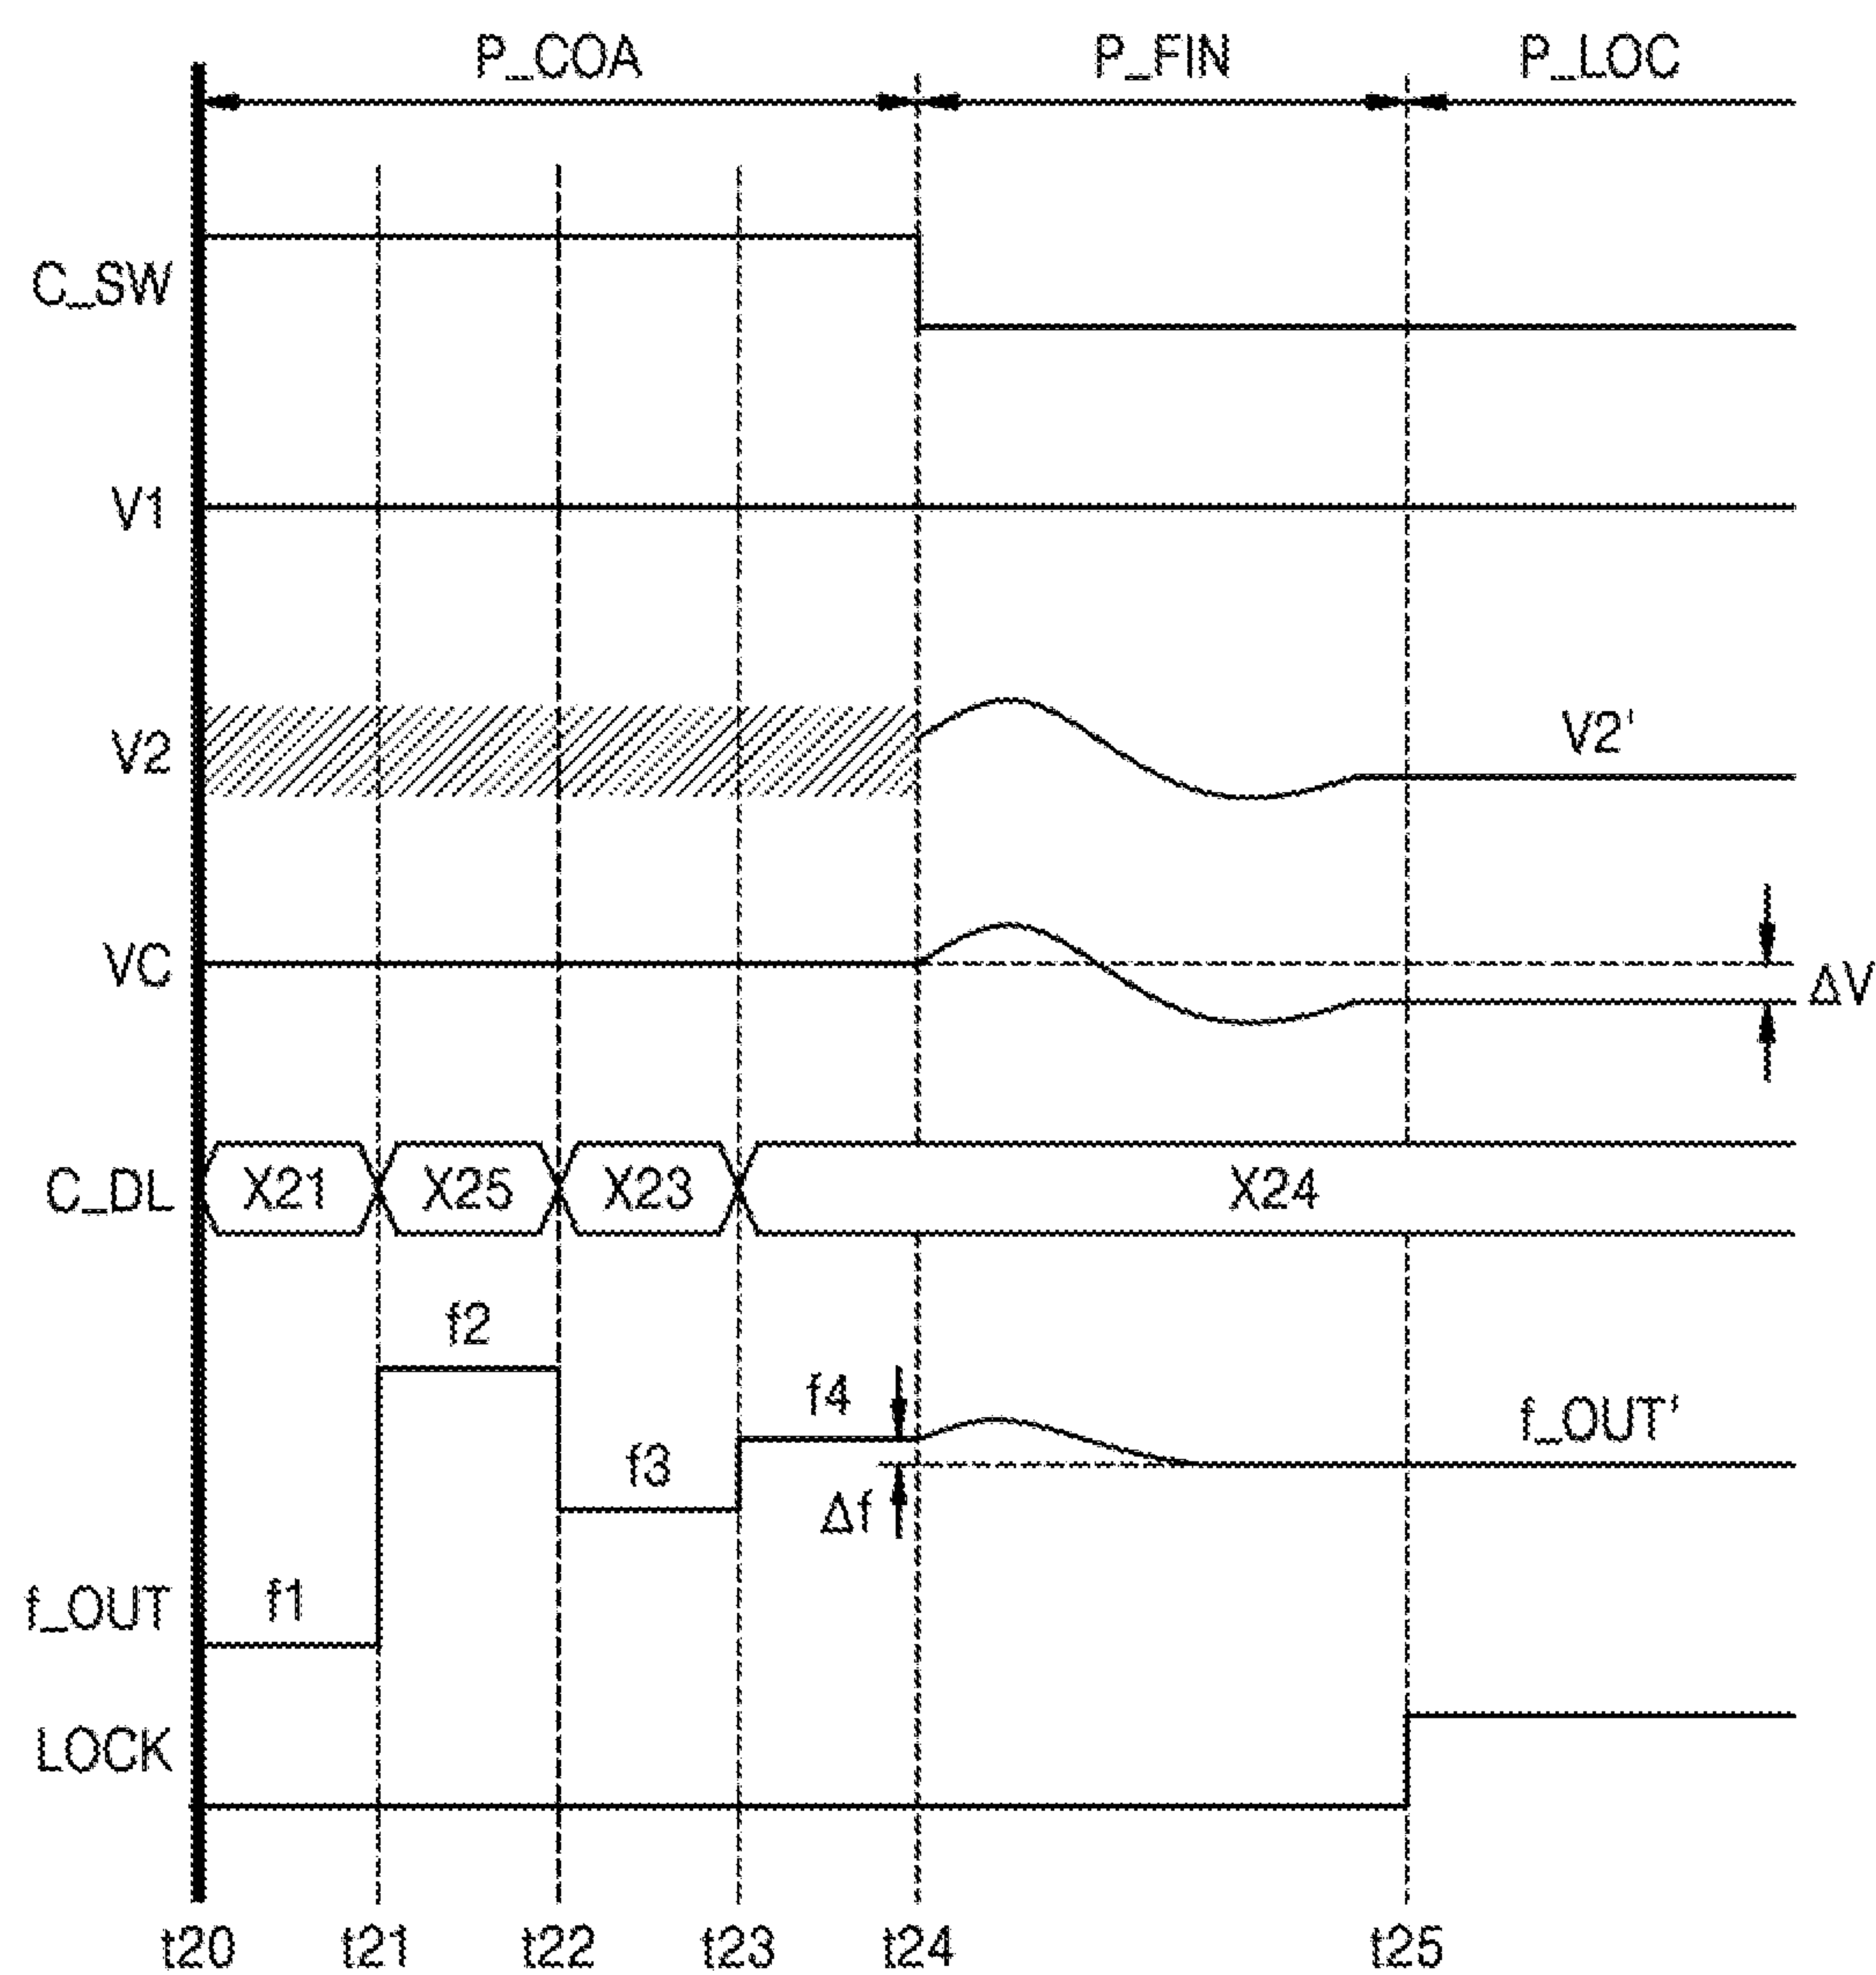 P_COA P_FIN P_LOC
C_SW
V1
V2 V2'
VC ΔV
C_DL X21 X25 X23 X24
f2
f4 f_OUT'
f3 Δf
f_OUT f1
LOCK
t20 t21 t22 t23 t24 t25